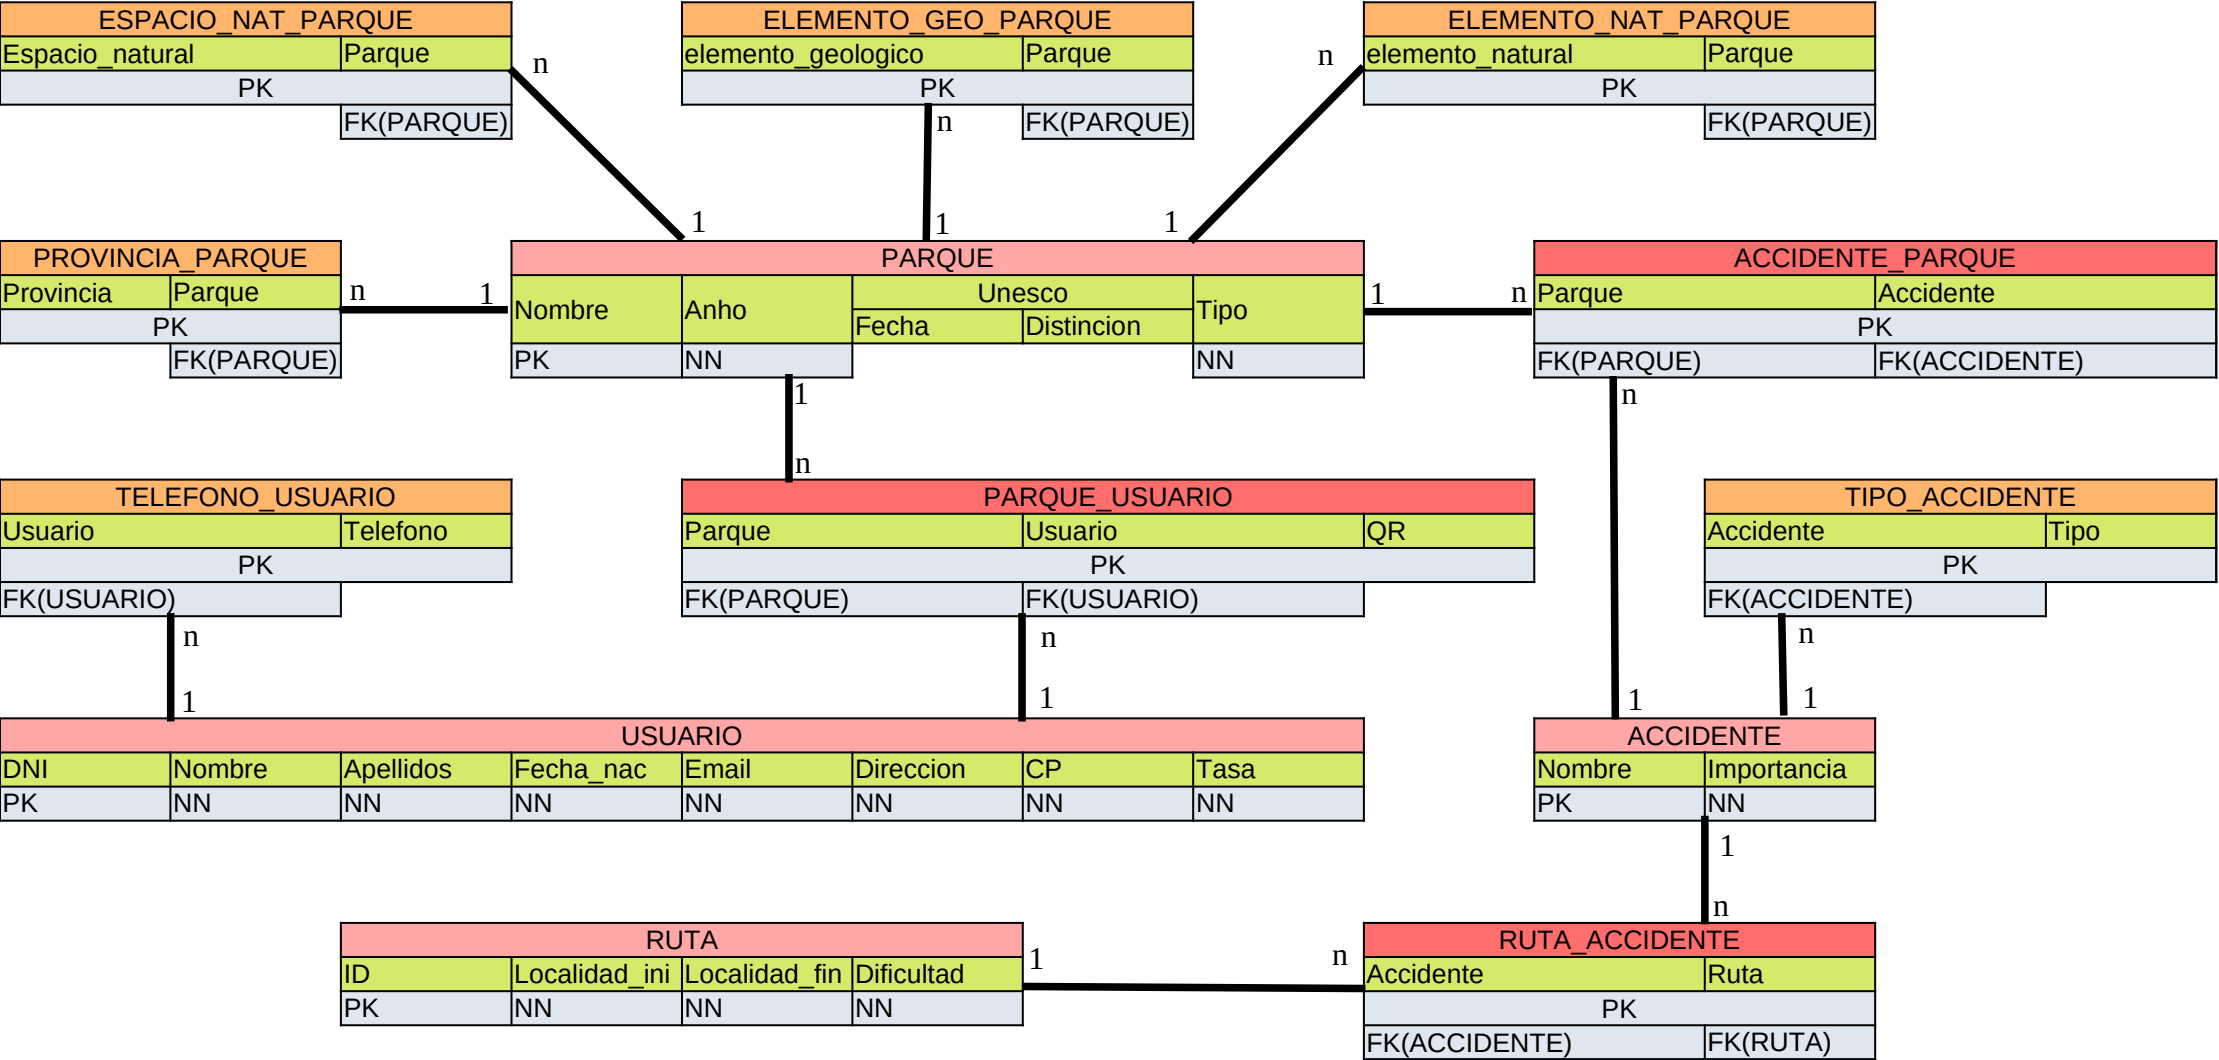 ESPACIO_NAT_PARQUE
Espacio_natural Parque
PK
FK(PARQUE)
n
1
ELEMENTO_GEO_PARQUE
elemento_geologico Parque
PK
FK(PARQUE)
n
1
ELEMENTO_NAT_PARQUE
elemento_natural Parque
PK
FK(PARQUE)
n
1
PROVINCIA_PARQUE
Provincia Parque
PK
FK(PARQUE)
n 1
PARQUE
Nombre Anho Unesco Tipo
Fecha Distincion
PK NN NN
1 n
ACCIDENTE_PARQUE
Parque Accidente
PK
FK(PARQUE) FK(ACCIDENTE)
1
n
n
1
TELEFONO_USUARIO
Usuario Telefono
PK
FK(USUARIO)
n
1
PARQUE_USUARIO
Parque Usuario QR
PK
FK(PARQUE) FK(USUARIO)
n
1
TIPO_ACCIDENTE
Accidente Tipo
PK
FK(ACCIDENTE)
n
1
USUARIO
DNI Nombre Apellidos Fecha_nac Email Direccion CP Tasa
PK NN NN NN NN NN NN NN
ACCIDENTE
Nombre Importancia
PK NN
1
n
RUTA
ID Localidad_ini Localidad_fin Dificultad
PK NN NN NN
1 n
RUTA_ACCIDENTE
Accidente Ruta
PK
FK(ACCIDENTE) FK(RUTA)